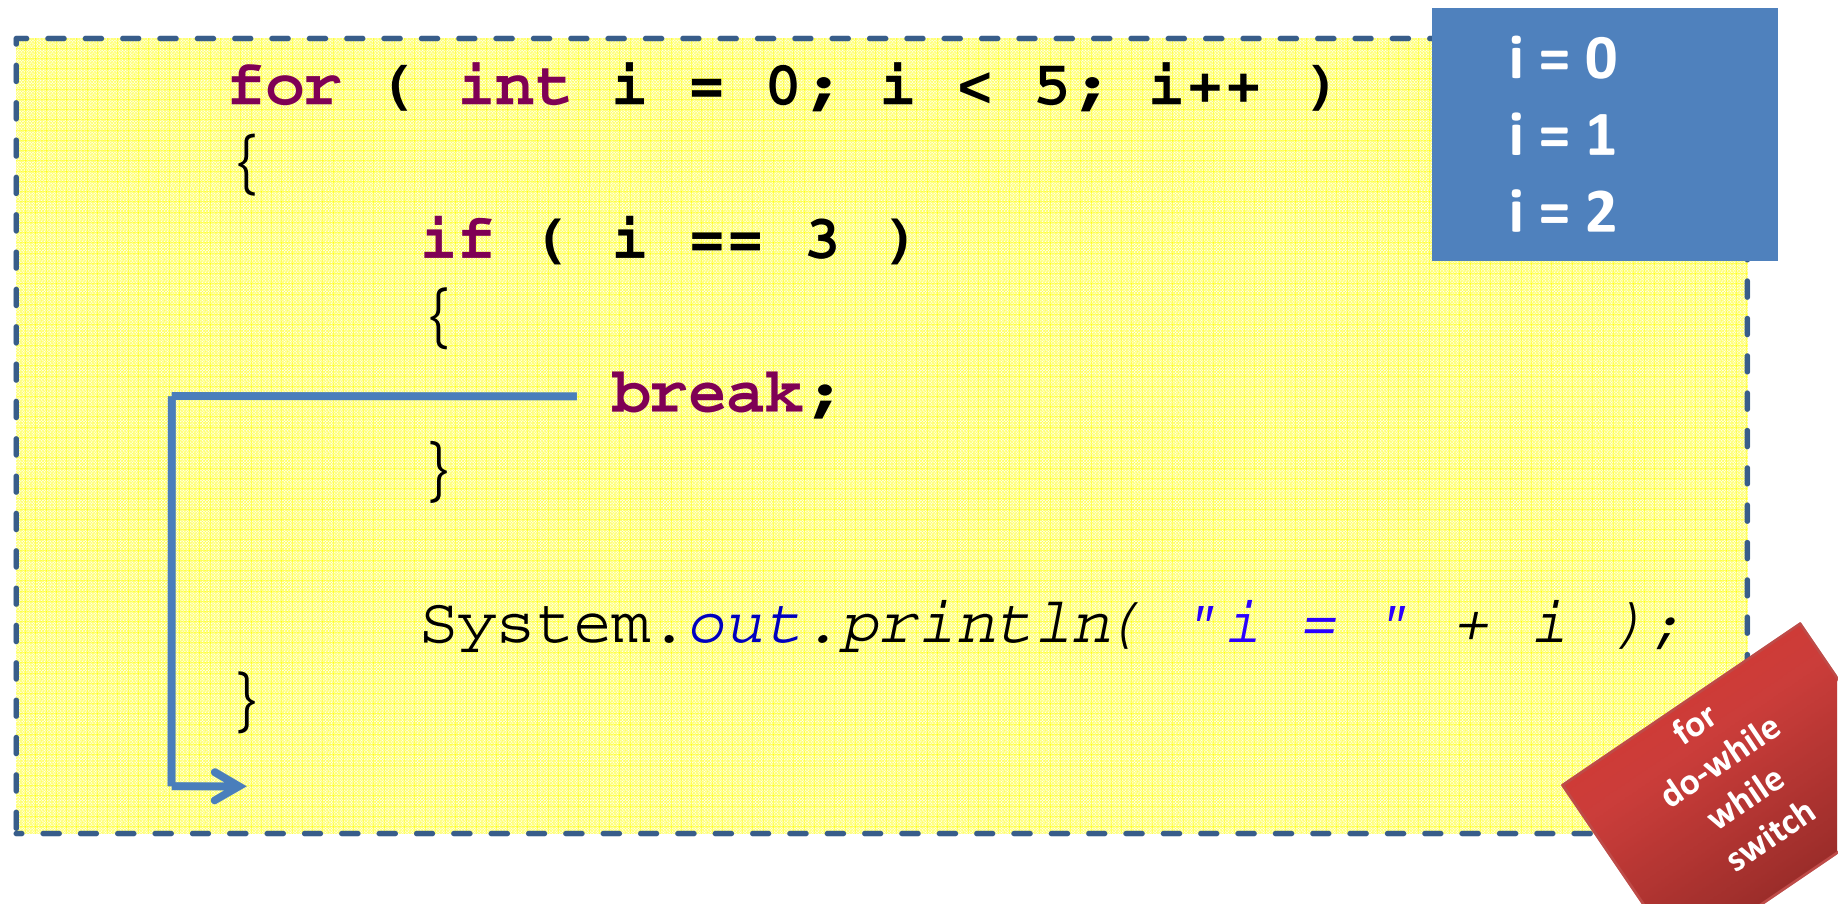 for ( int i = 0; i < 5; i++ )
{
if ( i == 3 )
{
break;
}
System.out.println( "i = " + i );
}
i = 0
i = 1
i = 2
for
do-while
while
switch